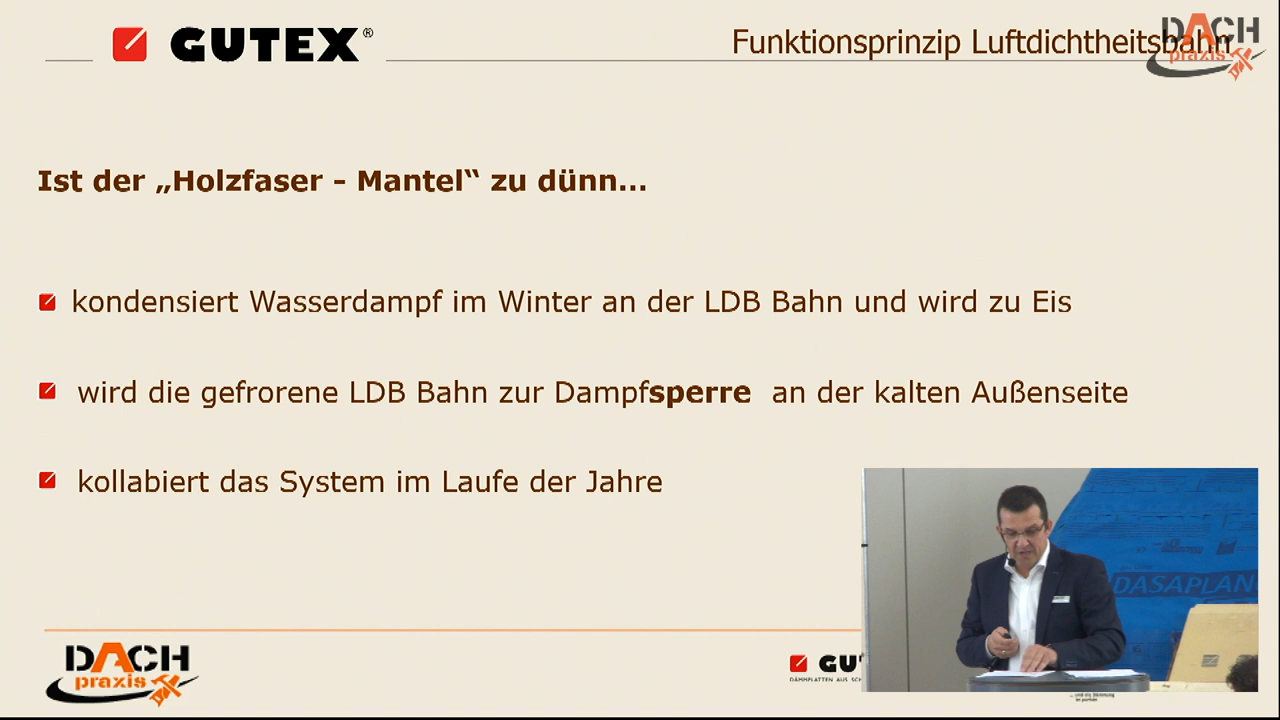 GUTEX®
Funktionsprinzip Luftdichtheitsbahn
DACH
praxis
Ist der „Holzfaser - Mantel“ zu dünn...
kondensiert Wasserdampf im Winter an der LDB Bahn und wird zu Eis
wird die gefrorene LDB Bahn zur Dampfsperre an der kalten Außenseite
kollabiert das System im Laufe der Jahre
DASAPLAN
DACH
praxis
GUT
DÄMMPLATTEN AUS SCH